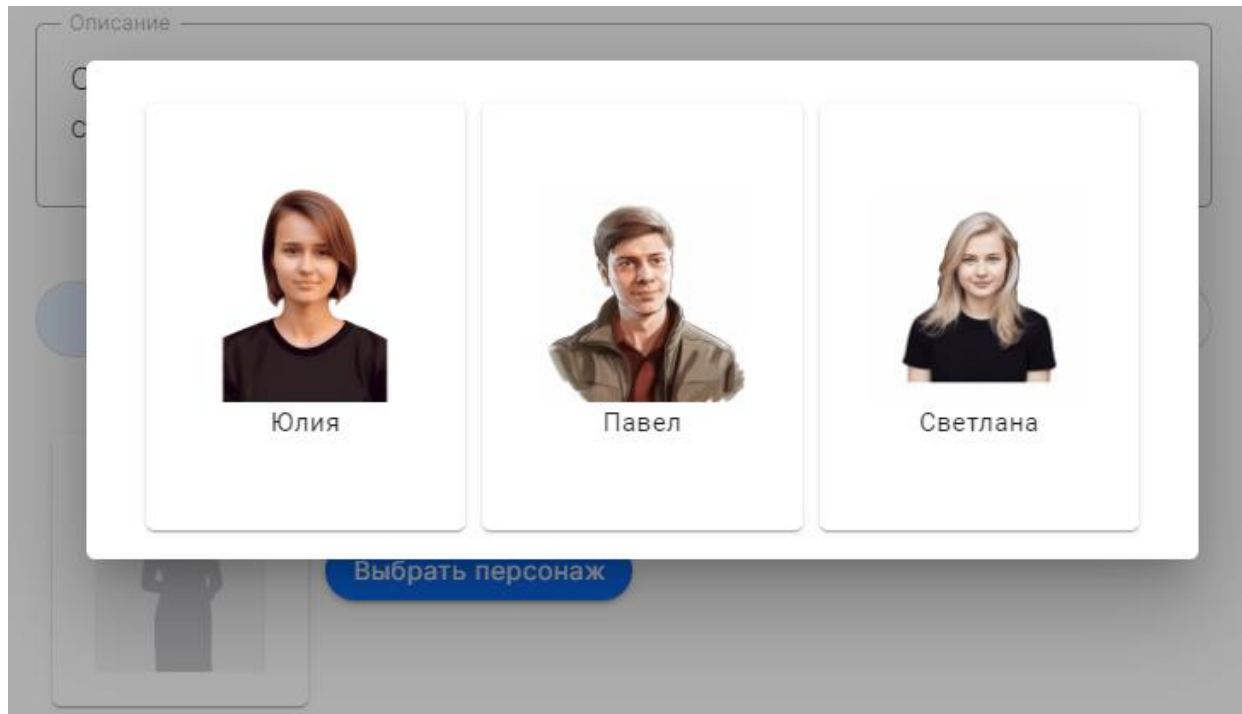 Описание
Юлия
Павел
Светлана
Выбрать персонаж